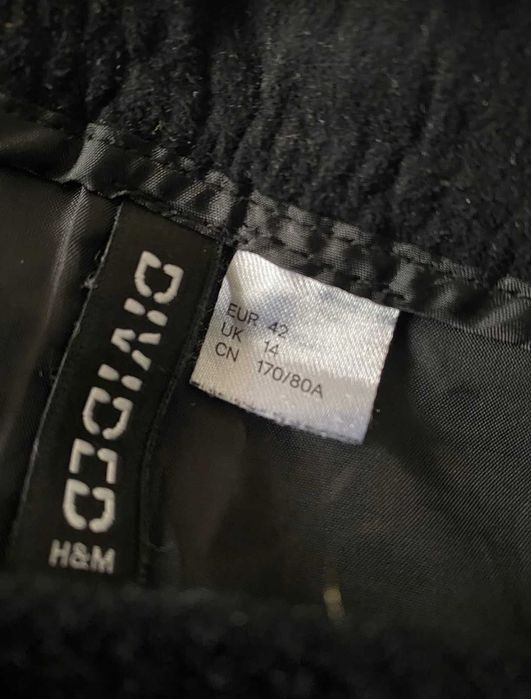 DIVIDED
H&M
EUR 42
UK 14
CN 170/80A